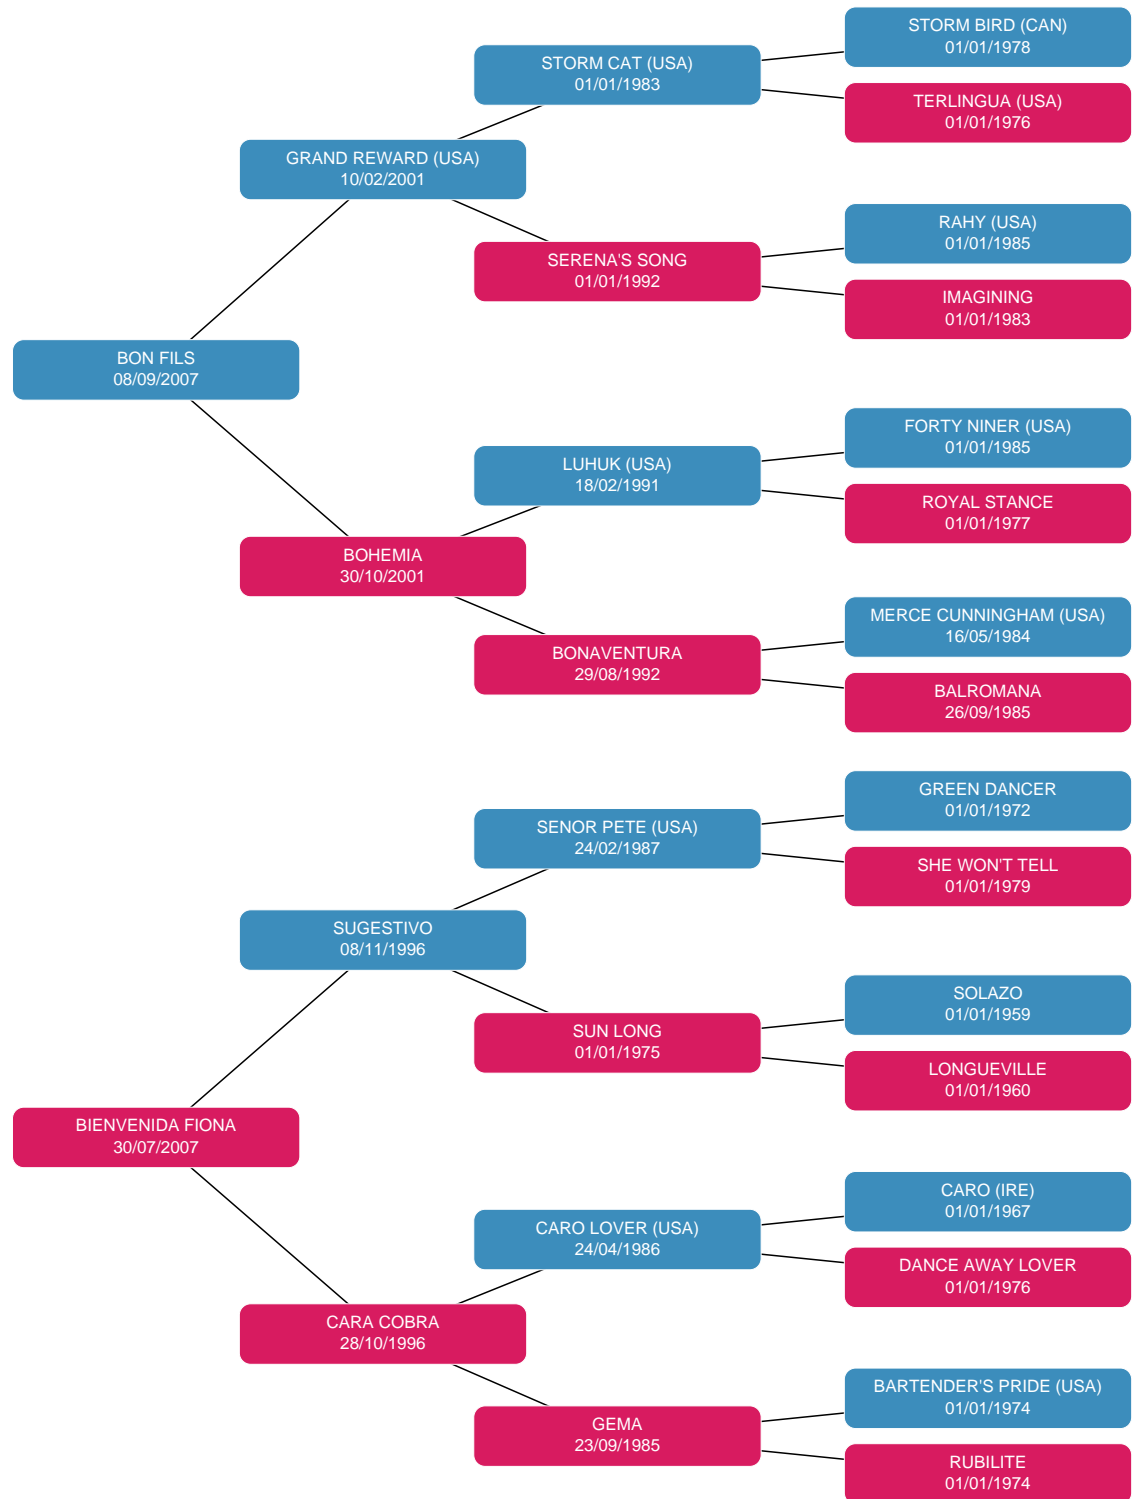 STORM BIRD (CAN)
01/01/1978
STORM CAT (USA)
01/01/1983
TERLINGUA (USA)
01/01/1976
GRAND REWARD (USA)
10/02/2001
RAHY (USA)
01/01/1985
SERENA'S SONG
01/01/1992
IMAGINING
01/01/1983
BON FILS
08/09/2007
FORTY NINER (USA)
01/01/1985
LUHUK (USA)
18/02/1991
ROYAL STANCE
01/01/1977
BOHEMIA
30/10/2001
MERCE CUNNINGHAM (USA)
16/05/1984
BONAVENTURA
29/08/1992
BALROMANA
26/09/1985
GREEN DANCER
01/01/1972
SENOR PETE (USA)
24/02/1987
SHE WON'T TELL
01/01/1979
SUGESTIVO
08/11/1996
SOLAZO
01/01/1959
SUN LONG
01/01/1975
LONGUEVILLE
01/01/1960
BIENVENIDA FIONA
30/07/2007
CARO (IRE)
01/01/1967
CARO LOVER (USA)
24/04/1986
DANCE AWAY LOVER
01/01/1976
CARA COBRA
28/10/1996
BARTENDER'S PRIDE (USA)
01/01/1974
GEMA
23/09/1985
RUBILITE
01/01/1974